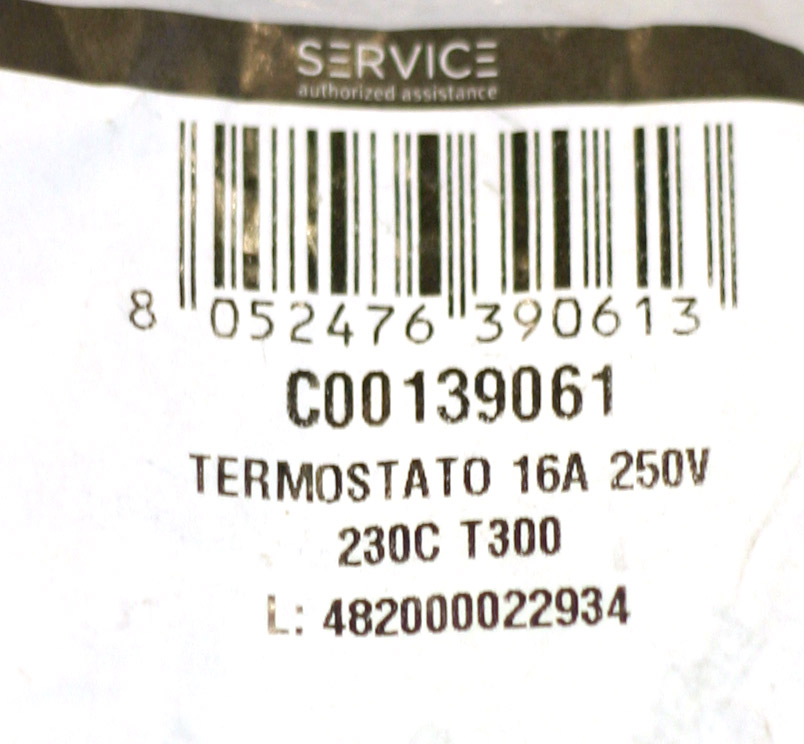 SERVICE
authorized assistance
8 052476 390613
C00139061
TERMOSTATO 16A 250V
230C T300
L: 482000022934